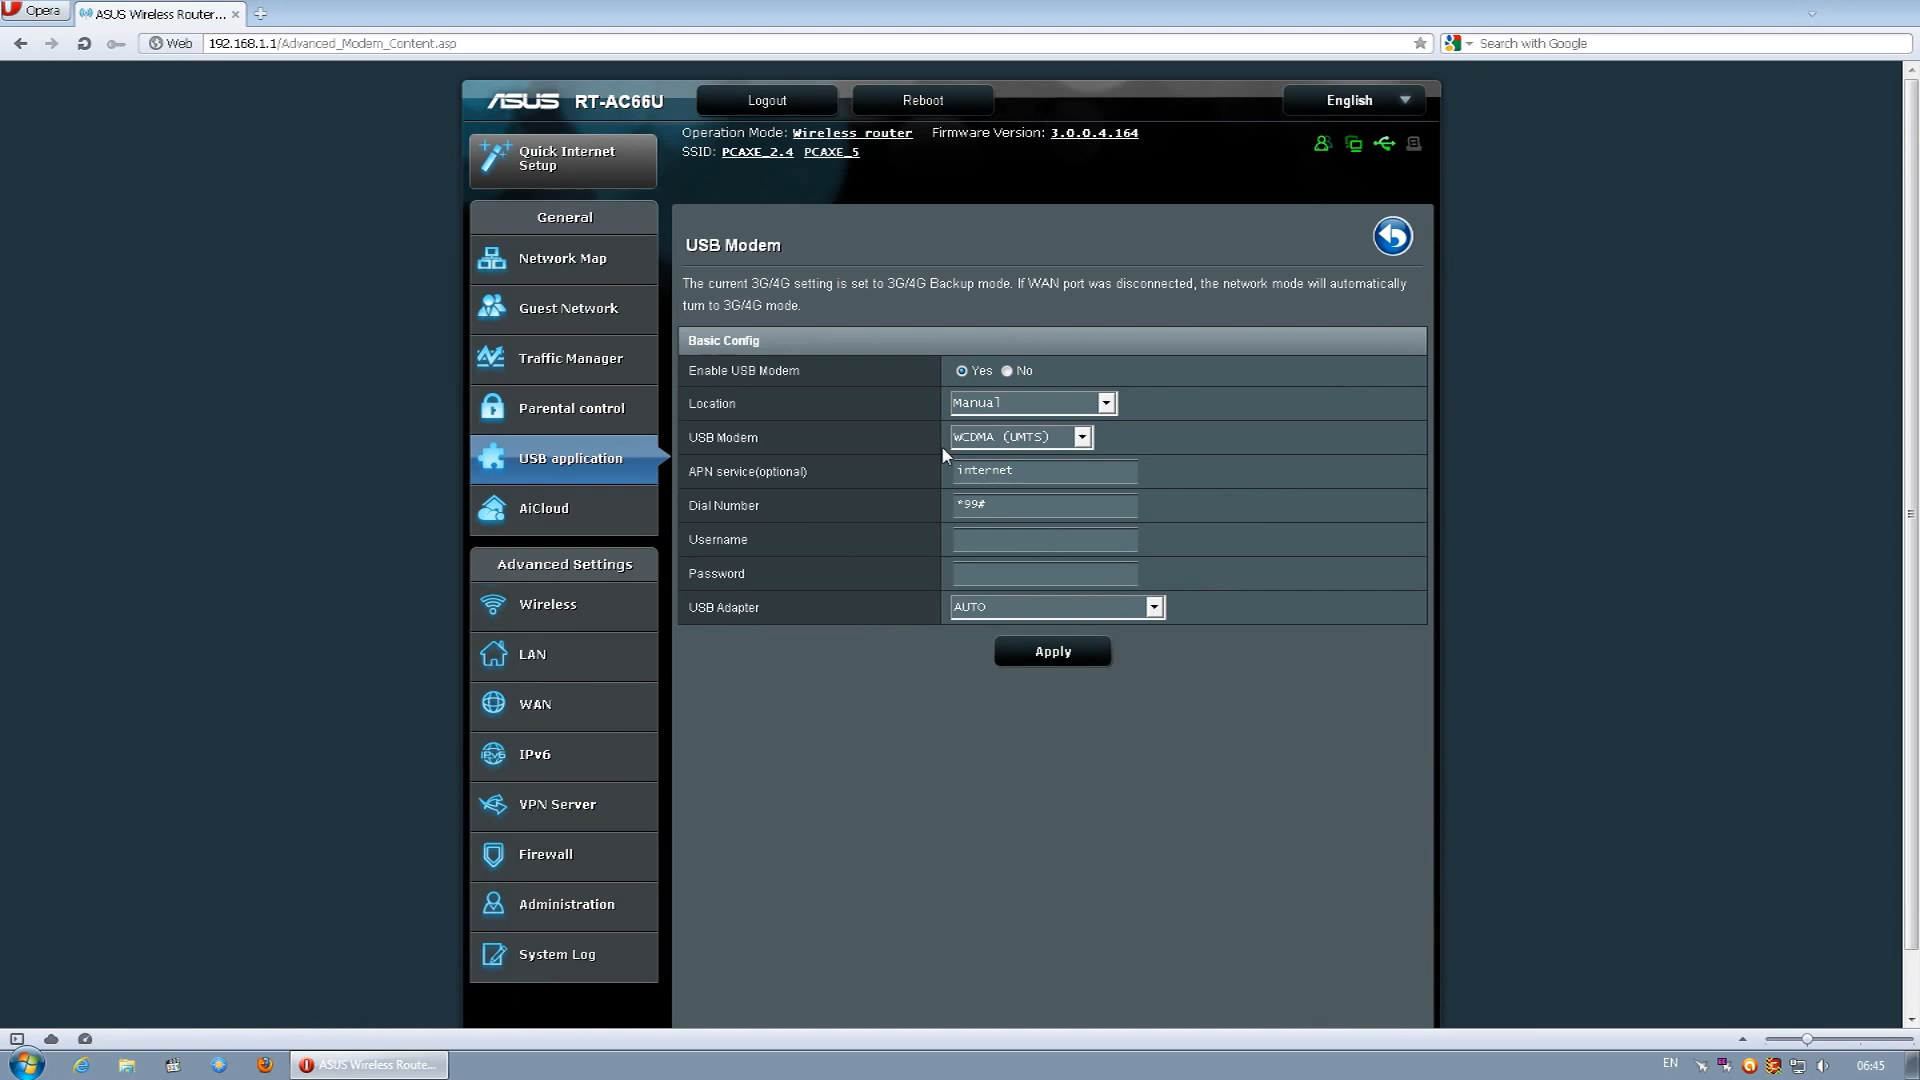 Opera
ASUS Wireless Router...
Web
192.168.1.1/Advanced_Modem_Content.asp
Search with Google
ASUS RT-AC66U
Logout
Reboot
English
Operation Mode: Wireless router Firmware Version: 3.0.0.4.164
SSID: PCAXE_2.4 PCAXE_5
Quick Internet
Setup
General
Network Map
Guest Network
Traffic Manager
Parental control
USB application
AiCloud
Advanced Settings
Wireless
LAN
WAN
IPv6
IPv6
VPN Server
Firewall
Administration
System Log
USB Modem
The current 3G/4G setting is set to 3G/4G Backup mode. If WAN port was disconnected, the network mode will automatically
turn to 3G/4G mode.
Basic Config
Enable USB Modem Yes No
Location Manual
USB Modem WCDMA (UMTS)
APN service(optional) internet
Dial Number *99#
Username
Password
USB Adapter AUTO
Apply
ASUS Wireless Route...
EN
06:45